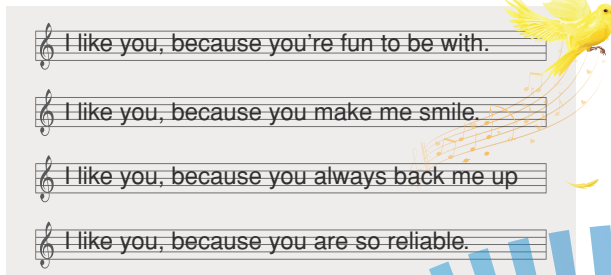 I like you, because you’re fun to be with.
I like you, because you make me smile.
I like you, because you always back me up
I like you, because you are so reliable.